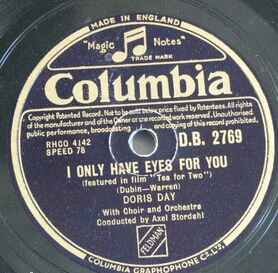 MADE IN ENGLAND
"Magic Notes"
TRADE MARK
Columbia
Copyright Patented Record. Not to be sold below price fixed by Patentees. All rights
of the manufacturer and of the Owner of the recorded work reserved. Unauthorised
public performance, broadcasting and copying of this record prohibited.
RHCO 4142 D.B. 2769
SPEED 78
I ONLY HAVE EYES FOR YOU
(featured in film "Tea for Two")
(Dubin—Warren)
DORIS DAY
With Choir and Orchestra
Conducted by Axel Stordahl
FELDMAN
COLUMBIA GRAPHOPHONE Co., LTD.